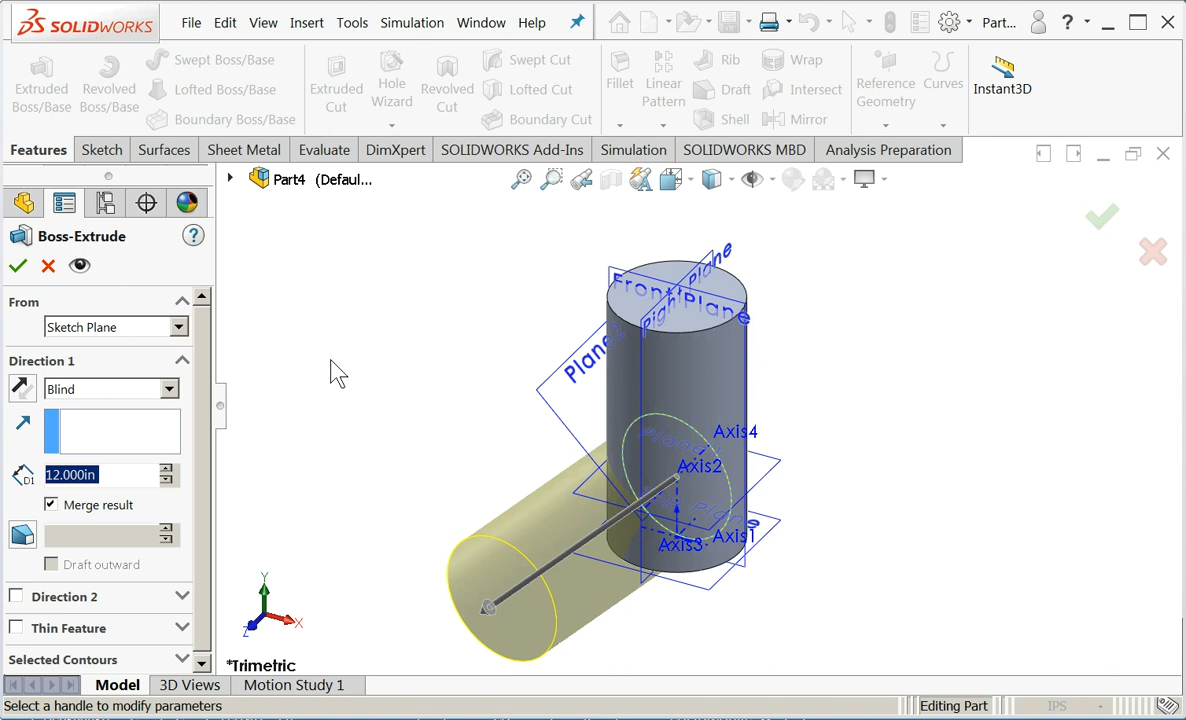 SOLIDWORKS File Edit View Insert Tools Simulation Window Help Part... ?
Extruded Boss/Base
Revolved Boss/Base
Swept Boss/Base
Lofted Boss/Base
Boundary Boss/Base
Extruded Cut
Hole Wizard
Revolved Cut
Swept Cut
Lofted Cut
Boundary Cut
Fillet
Linear Pattern
Rib
Draft
Shell
Wrap
Intersect
Mirror
Reference Geometry
Curves
Instant3D
Features Sketch Surfaces Sheet Metal Evaluate DimXpert SOLIDWORKS Add-Ins Simulation SOLIDWORKS MBD Analysis Preparation
Part4 (Defaul...
Boss-Extrude ?
From
Sketch Plane
Direction 1
Blind
D1
12.000in
Merge result
Draft outward
Direction 2
Thin Feature
Selected Contours
Plane
Front Plane
Right
Axis4
Axis2
Axis1
Axis3
Y
X
Z
*Trimetric
Model 3D Views Motion Study 1
Select a handle to modify parameters Editing Part IPS